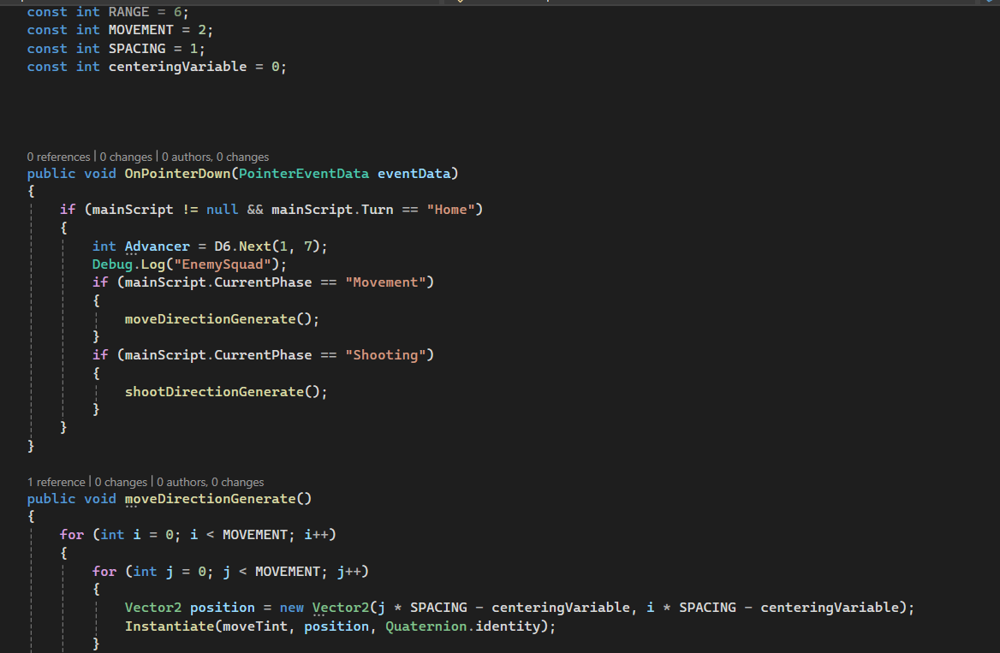 const int RANGE = 6;
const int MOVEMENT = 2;
const int SPACING = 1;
const int centeringVariable = 0;
0 references | 0 changes | 0 authors, 0 changes
public void OnPointerDown(PointerEventData eventData)
{
if (mainScript != null && mainScript.Turn == "Home")
{
int Advancer = D6.Next(1, 7);
Debug.Log("EnemySquad");
if (mainScript.CurrentPhase == "Movement")
{
moveDirectionGenerate();
}
if (mainScript.CurrentPhase == "Shooting")
{
shootDirectionGenerate();
}
}
}
1 reference | 0 changes | 0 authors, 0 changes
public void moveDirectionGenerate()
{
for (int i = 0; i < MOVEMENT; i++)
{
for (int j = 0; j < MOVEMENT; j++)
{
Vector2 position = new Vector2(j * SPACING - centeringVariable, i * SPACING - centeringVariable);
Instantiate(moveTint, position, Quaternion.identity);
}